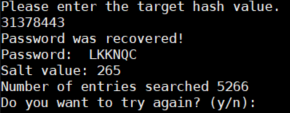 Please enter the target hash value.
31378443
Password was recovered!
Password:  LKKNQC
Salt value: 265
Number of entries searched 5266
Do you want to try again? (y/n):